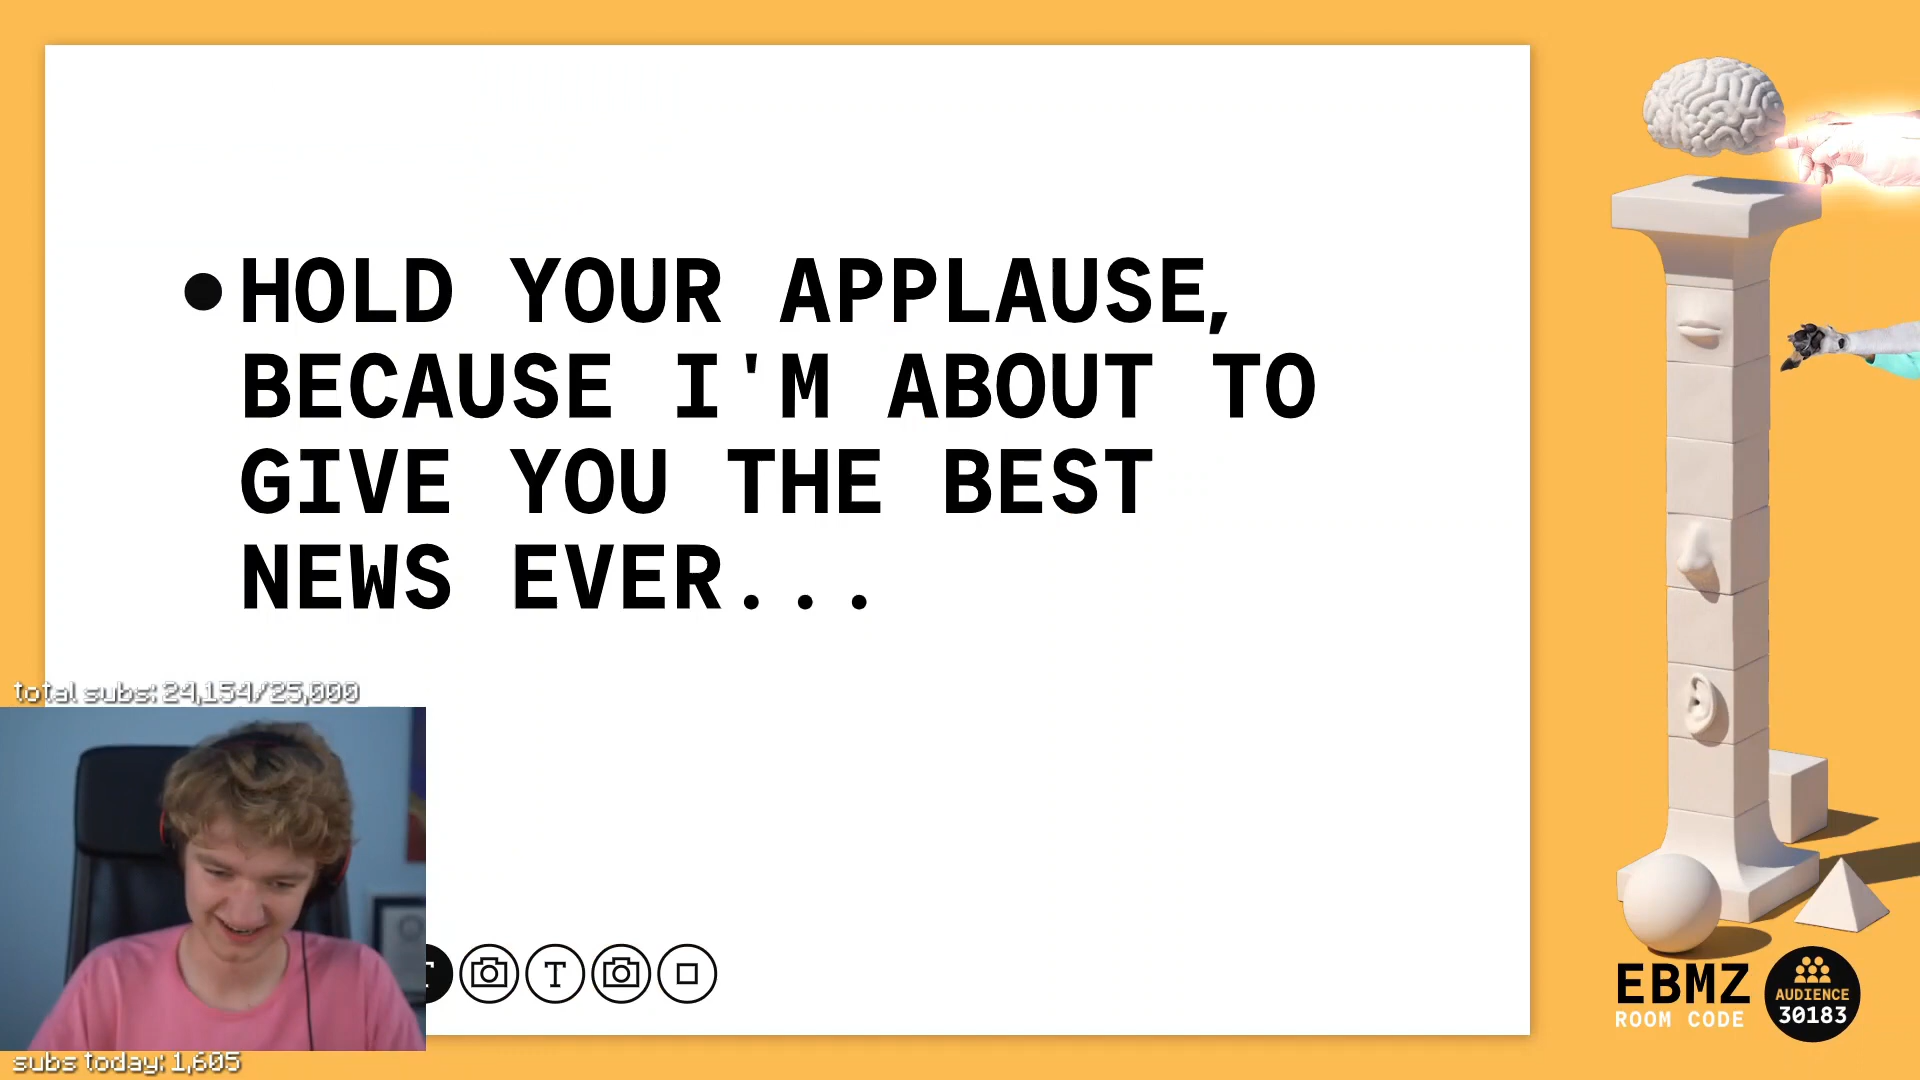 •HOLD YOUR APPLAUSE,
BECAUSE I'M ABOUT TO
GIVE YOU THE BEST
NEWS EVER...
total subs: 24,154/25,000
subs today: 1,605
T
EBMZ
ROOM CODE
AUDIENCE
30183